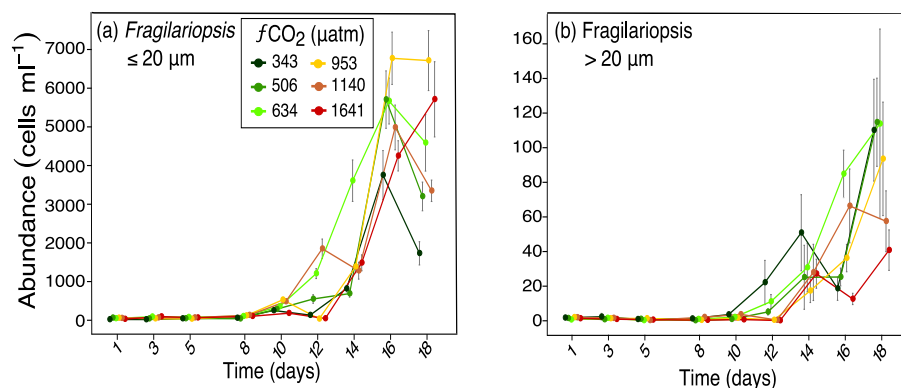 (a) Fragilariopsis
≤ 20 µm
fCO₂ (µatm)
343 953
506 1140
634 1641
Abundance (cells ml⁻¹)
7000
6000
5000
4000
3000
2000
1000
0
1 3 5 8 10 12 14 16 18
Time (days)
(b) Fragilariopsis
> 20 µm
160
140
120
100
80
60
40
20
0
1 3 5 8 10 12 14 16 18
Time (days)